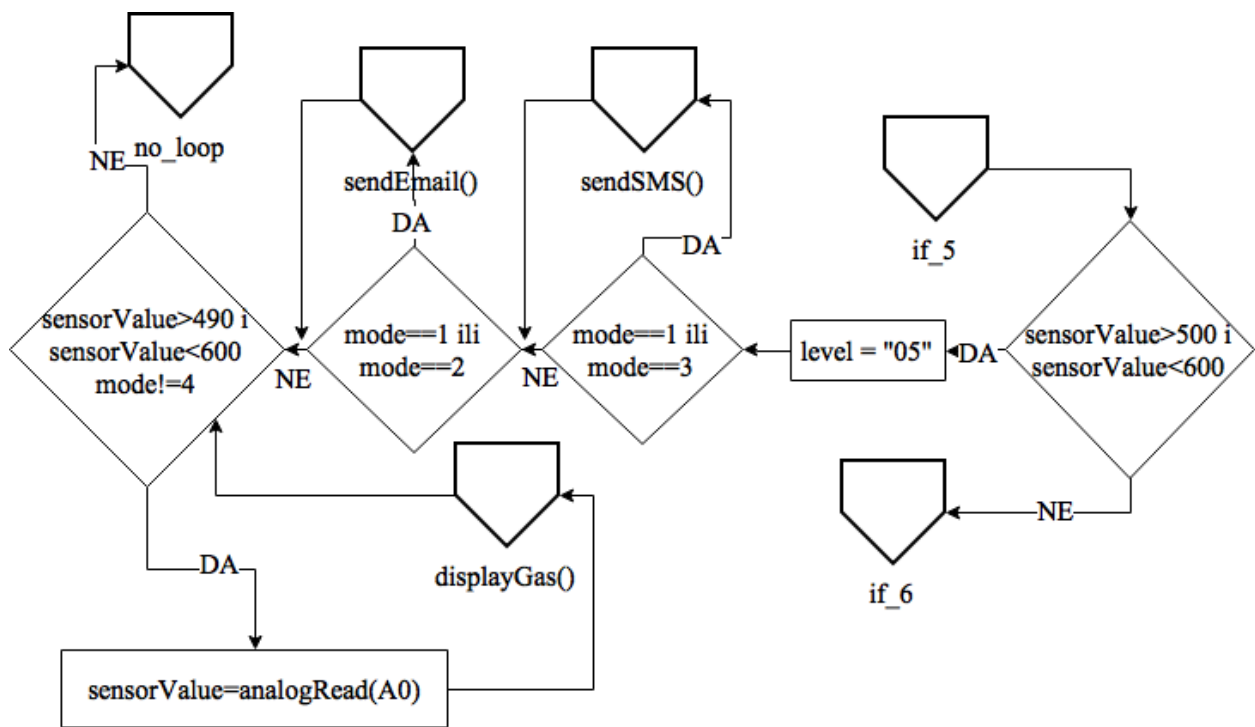 no_loop
NE
sendEmail()
DA
sendSMS()
DA
if_5
sensorValue>490 i
sensorValue<600
mode!=4
NE
mode==1 ili
mode==2
NE
mode==1 ili
mode==3
level = "05"
DA
sensorValue>500 i
sensorValue<600
NE
if_6
displayGas()
DA
sensorValue=analogRead(A0)